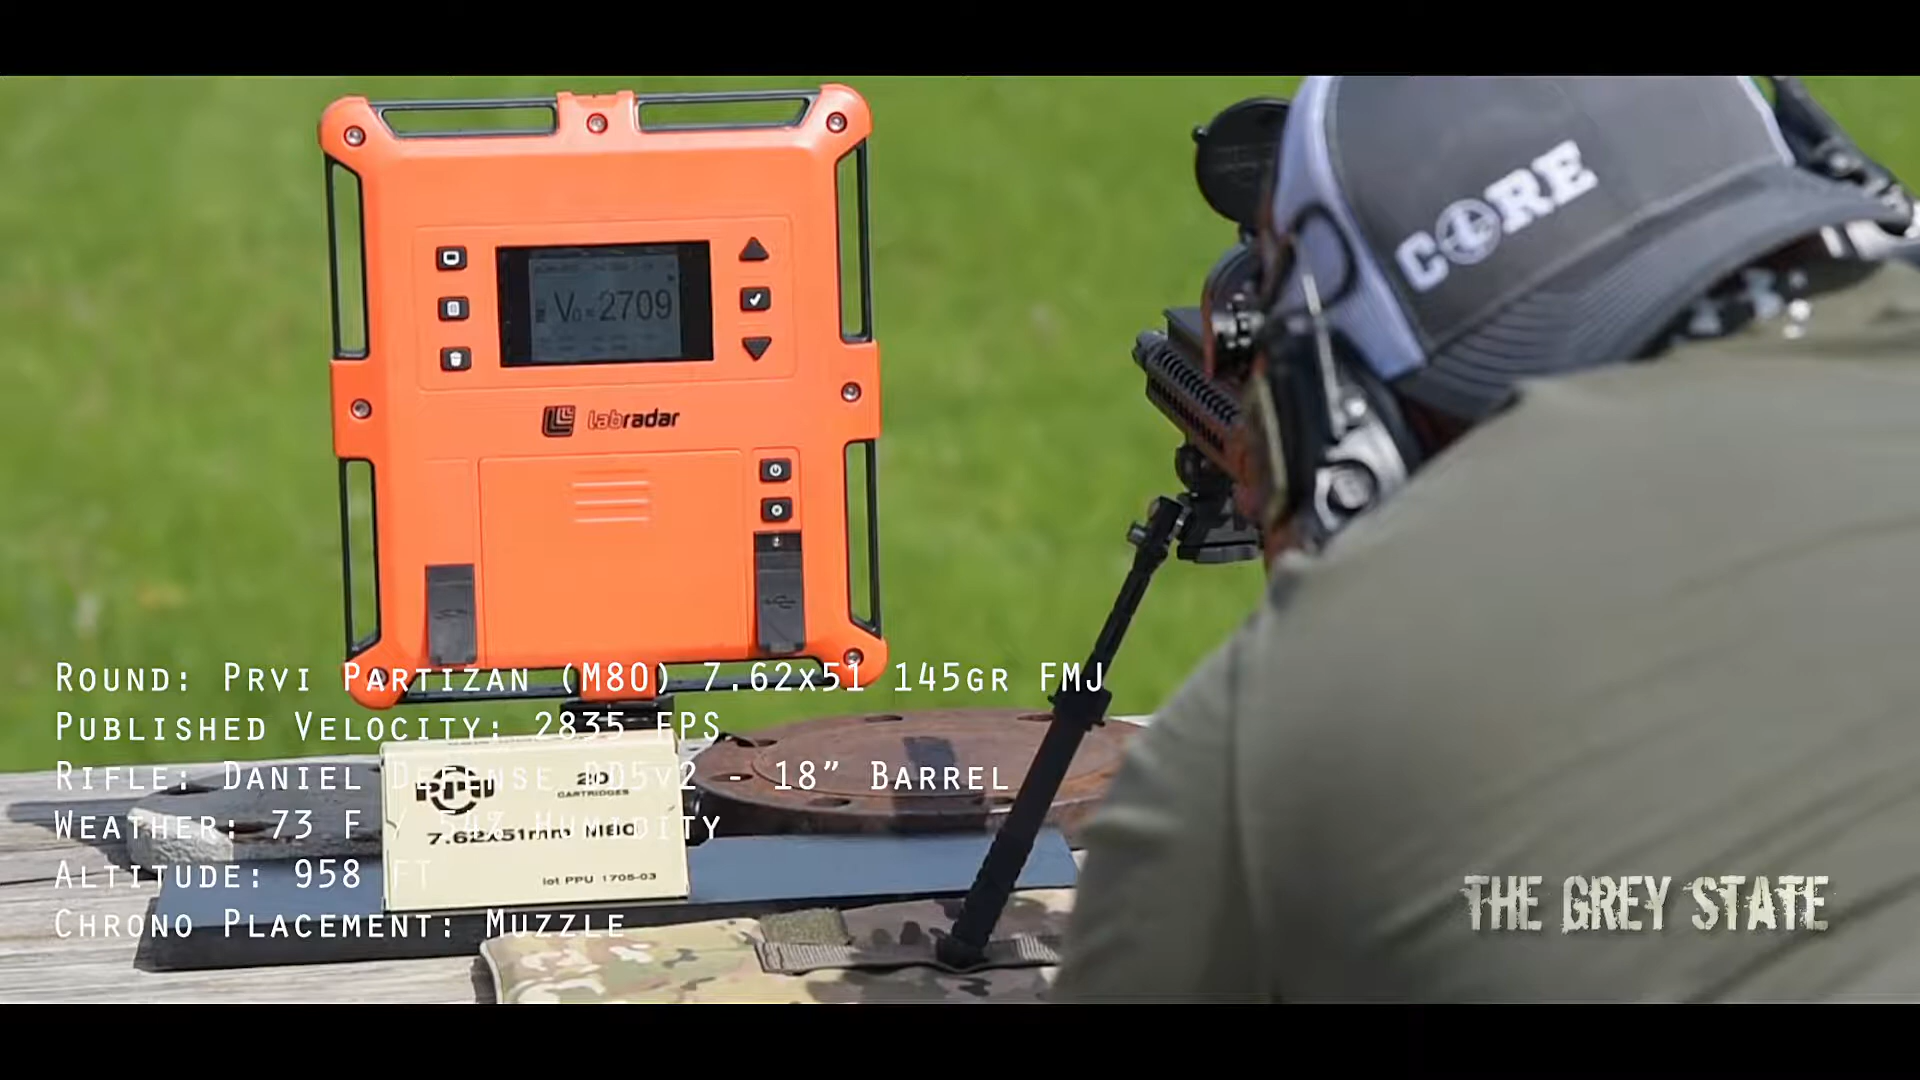 CORE
V0=2709
labradar
ROUND: PRVI PARTIZAN (M80) 7.62X51 145GR FMJ
PUBLISHED VELOCITY: 2835 FPS
RIFLE: DANIEL DEFENSE DD5V2 - 18” BARREL
WEATHER: 73 F / 54% HUMIDITY
ALTITUDE: 958 FT
CHRONO PLACEMENT: MUZZLE
PPU
20
CARTRIDGES
7.62x51mm M80
lot PPU 1705-03
THE GREY STATE